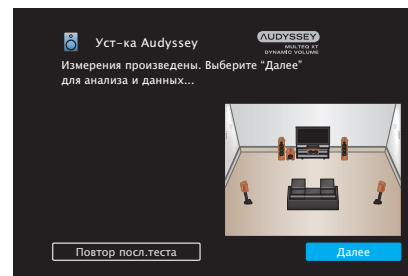 Уст-ка Audyssey
AUDYSSEY
MULTEQ XT
DYNAMIC VOLUME
Измерения произведены. Выберите “Далее”
для анализа и данных...
Повтор посл.теста
Далее